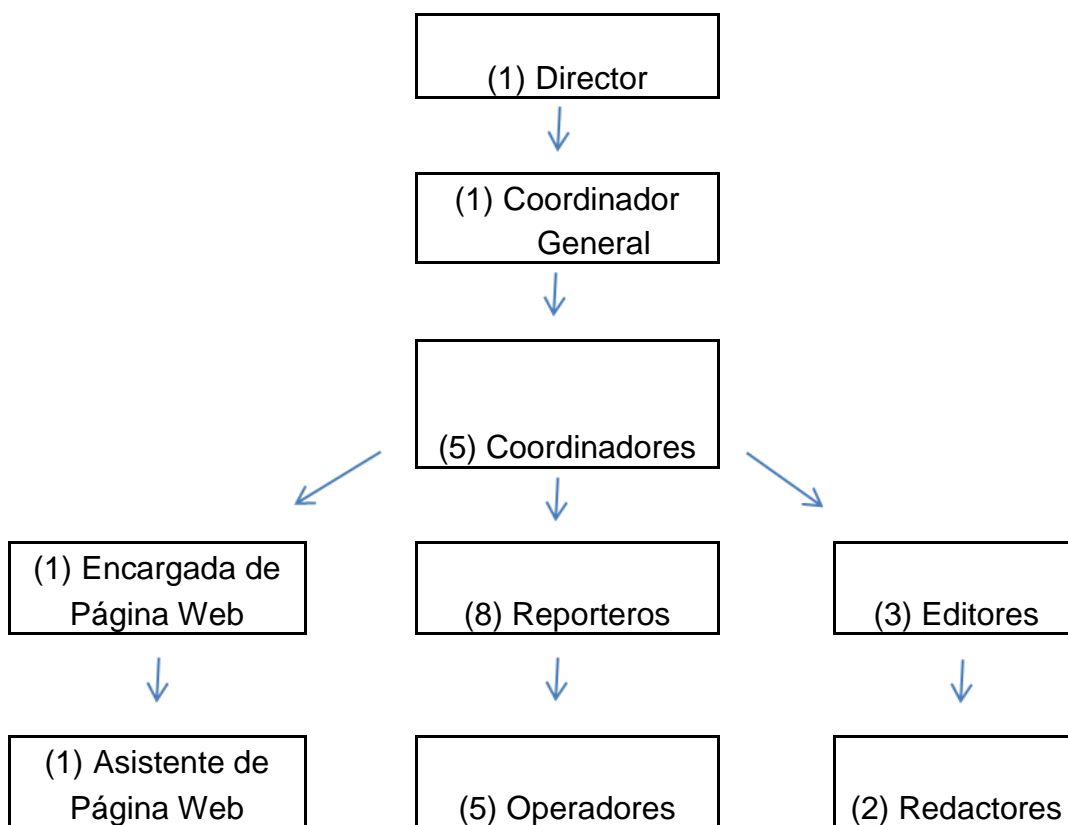 (1) Director
(1) Coordinador
General
(5) Coordinadores
(1) Encargada de
Página Web
(8) Reporteros
(3) Editores
(1) Asistente de
Página Web
(5) Operadores
(2) Redactores